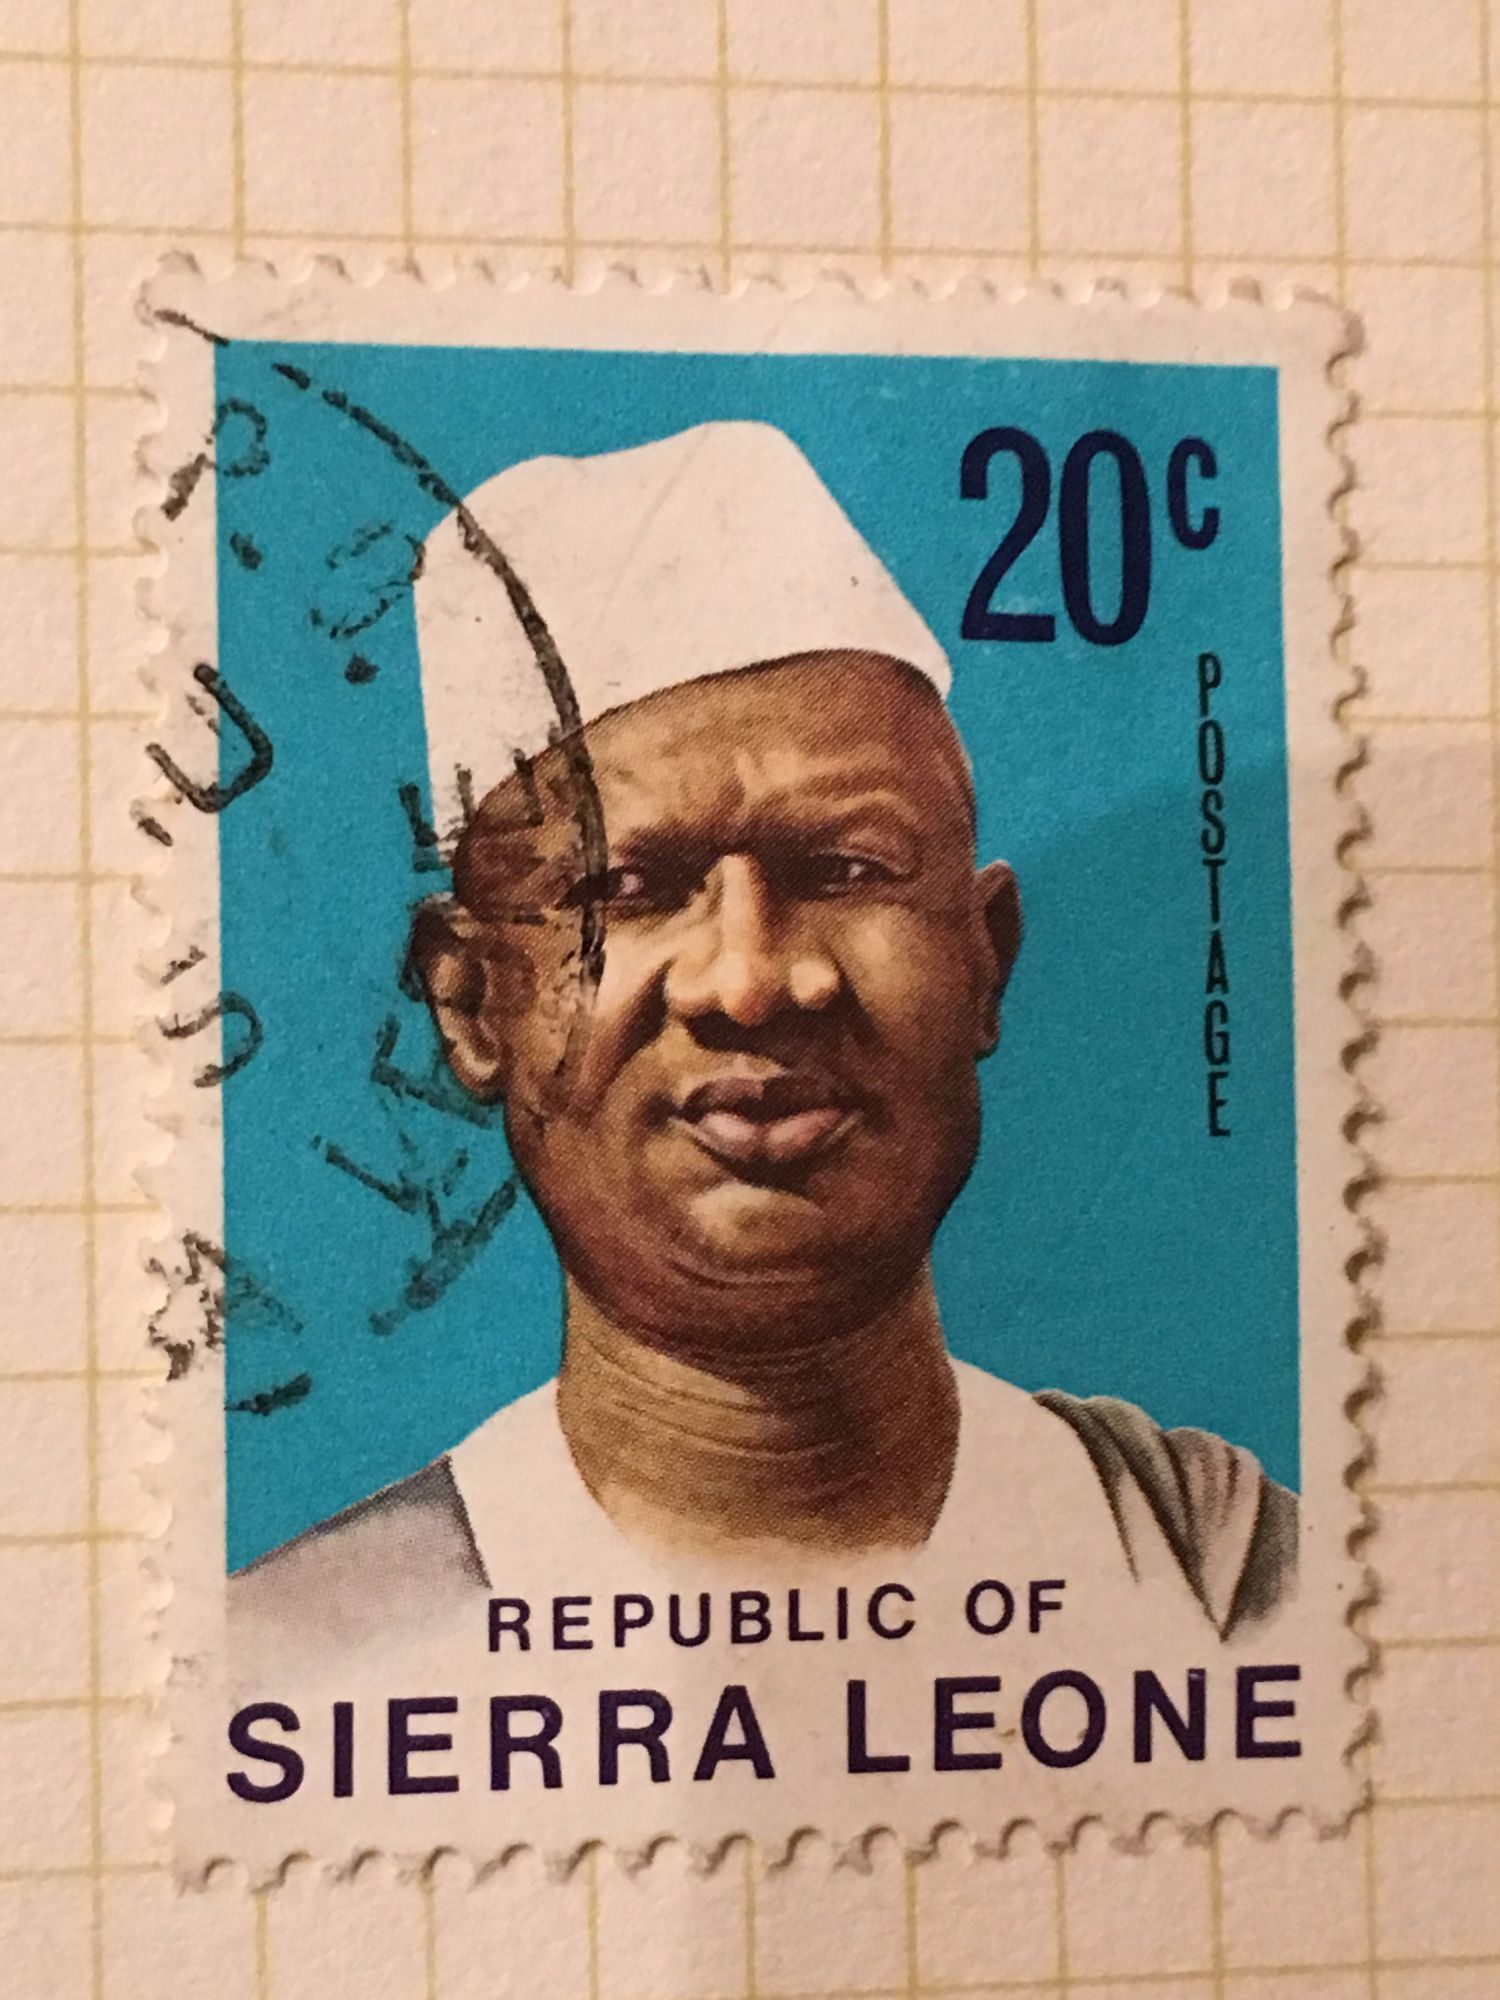 20c
POSTAGE
REPUBLIC OF
SIERRA LEONE